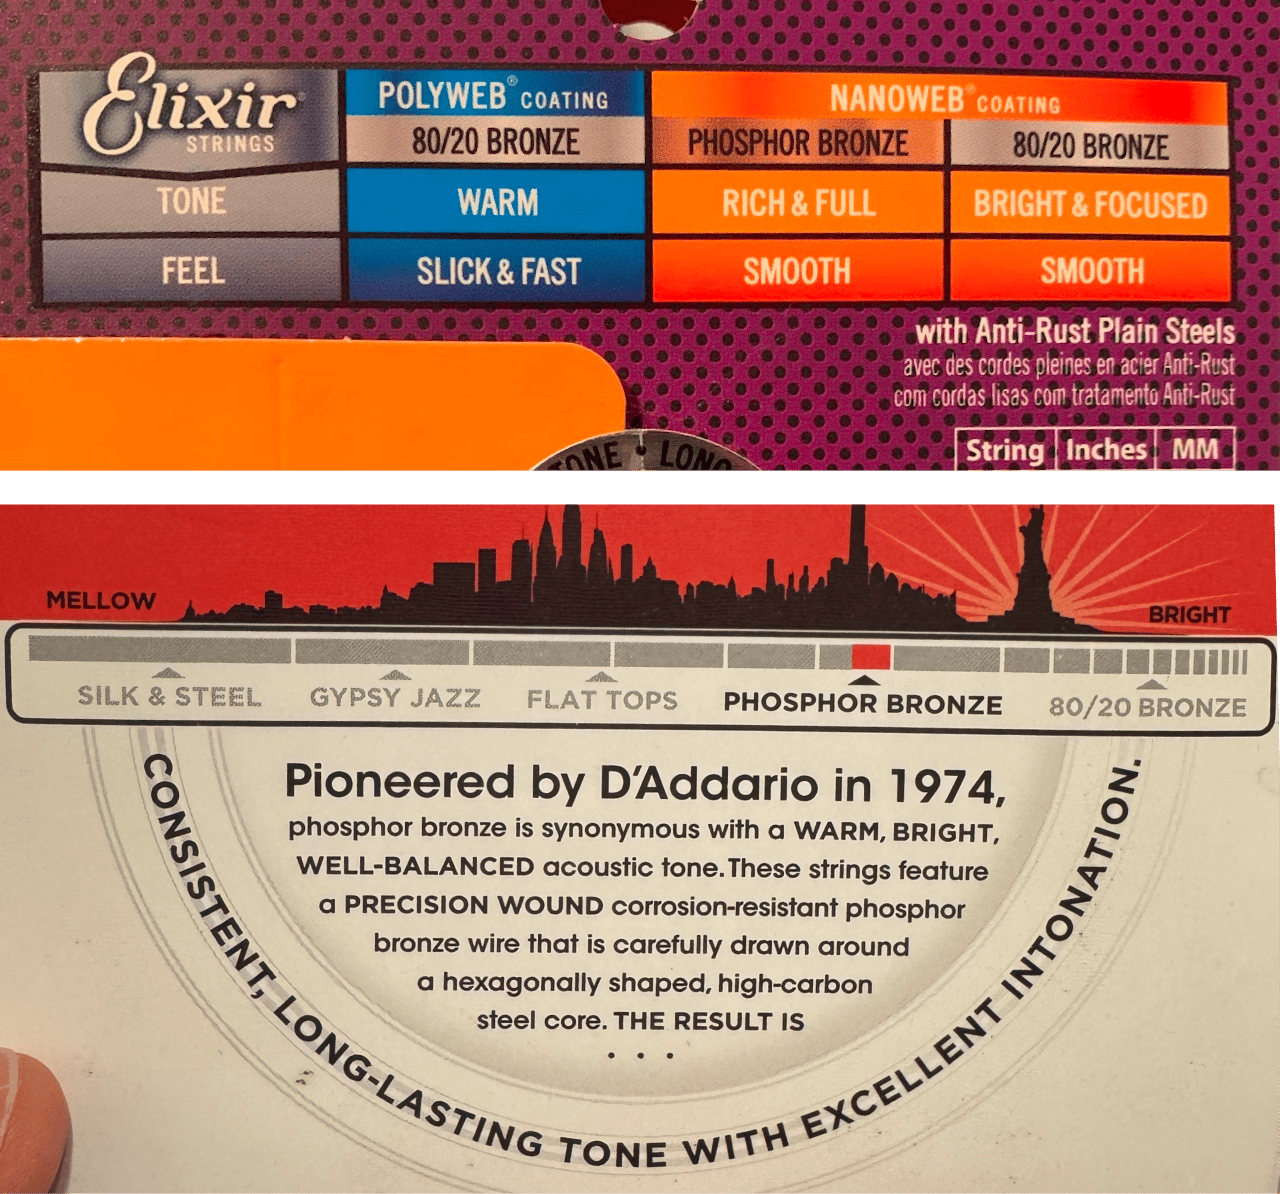 Elixir®
STRINGS
POLYWEB® COATING
NANOWEB® COATING
80/20 BRONZE
PHOSPHOR BRONZE
80/20 BRONZE
TONE
WARM
RICH & FULL
BRIGHT & FOCUSED
FEEL
SLICK & FAST
SMOOTH
SMOOTH
with Anti-Rust Plain Steels
avec des cordes pleines en acier Anti-Rust
com cordas lisas com tratamento Anti-Rust
String Inches MM
TONE • LONG
MELLOW
BRIGHT
SILK & STEEL
GYPSY JAZZ
FLAT TOPS
PHOSPHOR BRONZE
80/20 BRONZE
Pioneered by D'Addario in 1974,
phosphor bronze is synonymous with a WARM, BRIGHT,
WELL-BALANCED acoustic tone. These strings feature
a PRECISION WOUND corrosion-resistant phosphor
bronze wire that is carefully drawn around
a hexagonally shaped, high-carbon
steel core. THE RESULT IS
. . .
CONSISTENT, LONG-LASTING TONE WITH EXCELLENT INTONATION.